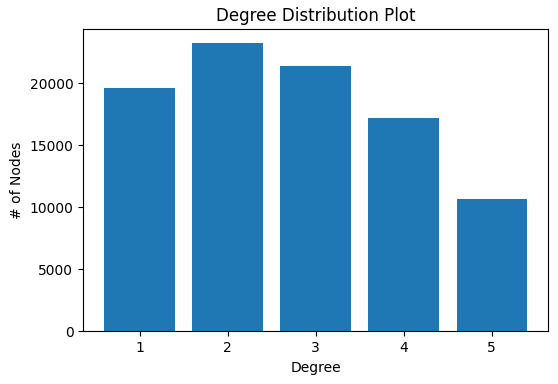 Degree Distribution Plot
# of Nodes
20000
15000
10000
5000
0
1 2 3 4 5
Degree